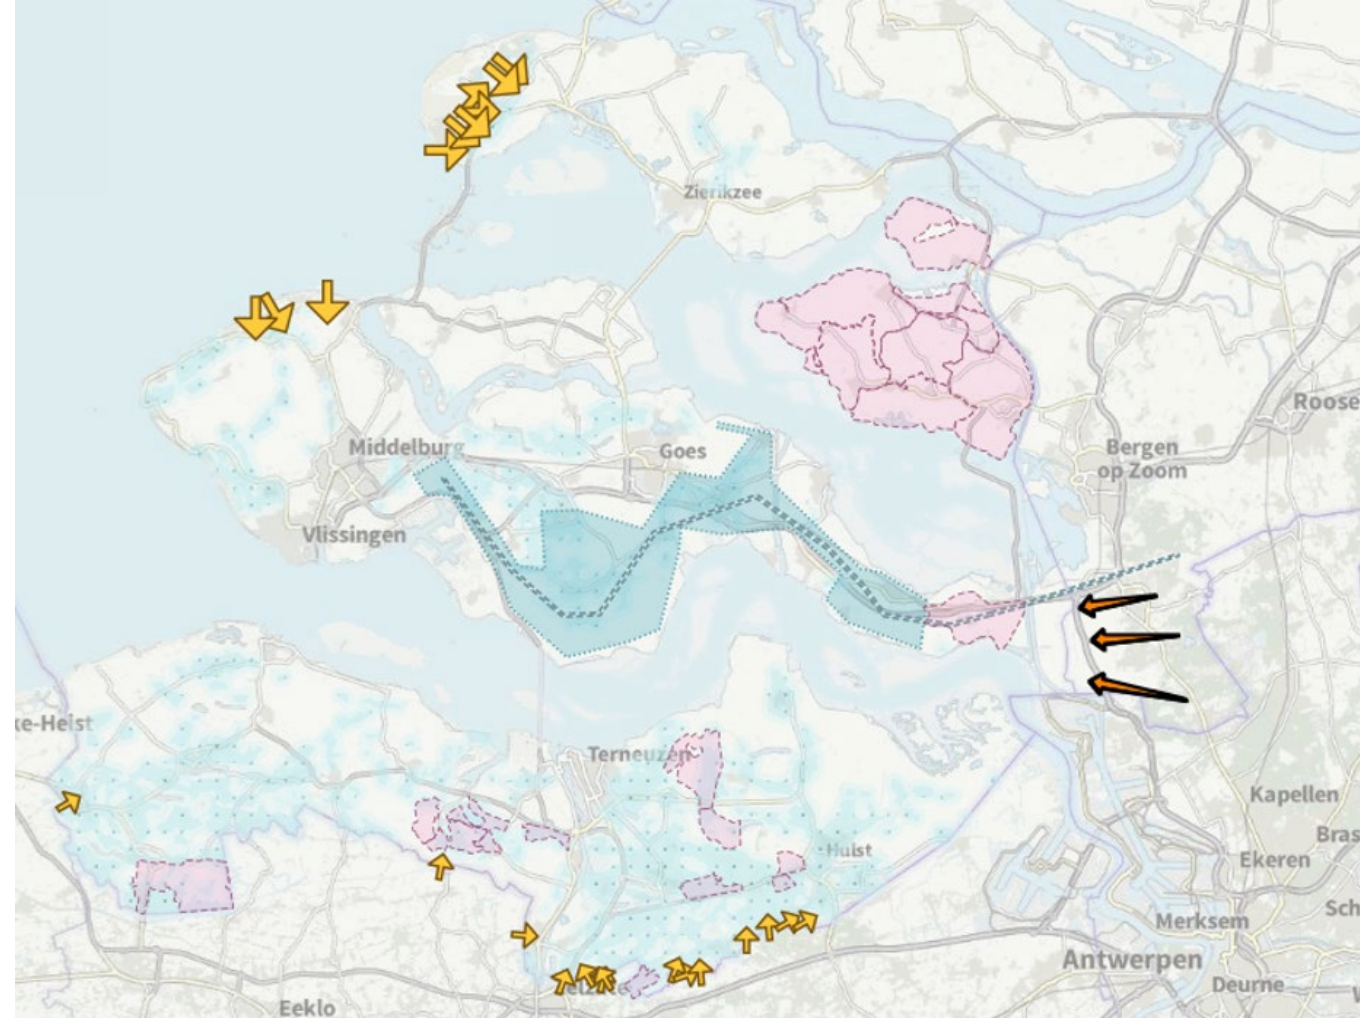 Zierikzee
Roose
Middelburg
Goes
Bergen
op Zoom
Vlissingen
ke-Heist
Terneuzen
Kapellen
Bras
Hulst
Ekeren
Sch
Merksem
Antwerpen
Deurne
Eeklo